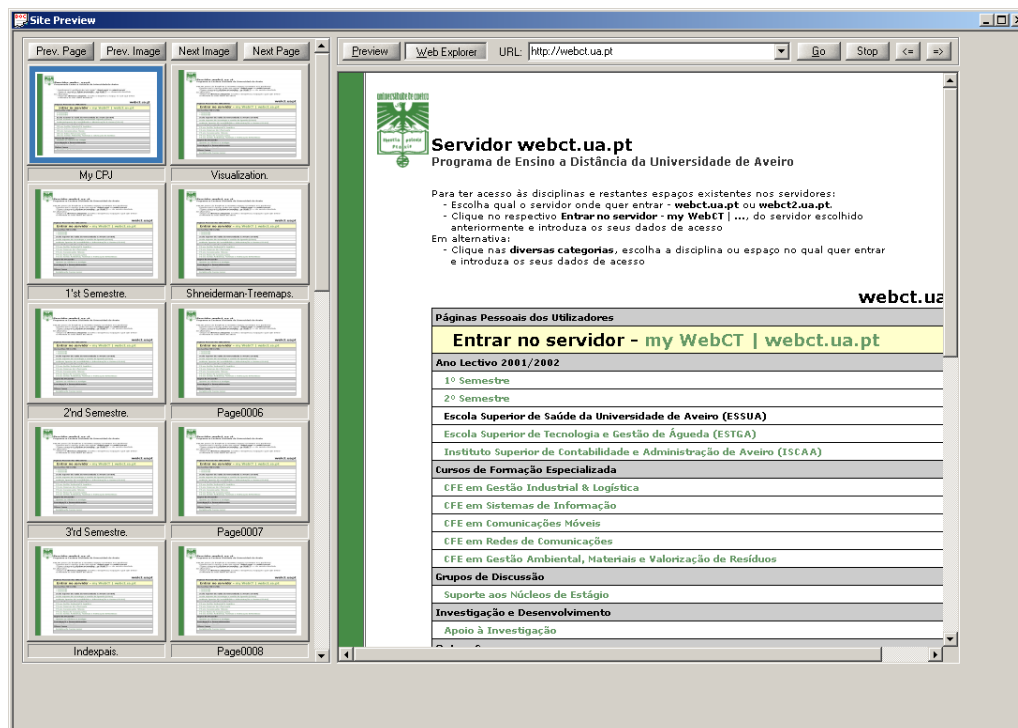 Site Preview
Prev. Page Prev. Image Next Image Next Page
Preview Web Explorer URL: http://webct.ua.pt Go Stop <= =>
My CPJ Visualization.
1'st Semestre. Shneiderman-Treemaps.
2'nd Semestre. Page0006
3'rd Semestre. Page0007
Indexpais. Page0008
Servidor webct.ua.pt
Programa de Ensino a Distância da Universidade de Aveiro
Para ter acesso às disciplinas e restantes espaços existentes nos servidores:
- Escolha qual o servidor onde quer entrar - webct.ua.pt ou webct2.ua.pt.
- Clique no respectivo Entrar no servidor - my WebCT | ..., do servidor escolhido
anteriormente e introduza os seus dados de acesso
Em alternativa:
- Clique nas diversas categorias, escolha a disciplina ou espaço no qual quer entrar
e introduza os seus dados de acesso
webct.ua
Páginas Pessoais dos Utilizadores
Entrar no servidor - my WebCT | webct.ua.pt
Ano Lectivo 2001/2002
1º Semestre
2º Semestre
Escola Superior de Saúde da Universidade de Aveiro (ESSUA)
Escola Superior de Tecnologia e Gestão de Águeda (ESTGA)
Instituto Superior de Contabilidade e Administração de Aveiro (ISCAA)
Cursos de Formação Especializada
CFE em Gestão Industrial & Logística
CFE em Sistemas de Informação
CFE em Comunicações Móveis
CFE em Redes de Comunicações
CFE em Gestão Ambiental, Materiais e Valorização de Resíduos
Grupos de Discussão
Suporte aos Núcleos de Estágio
Investigação e Desenvolvimento
Apoio à Investigação